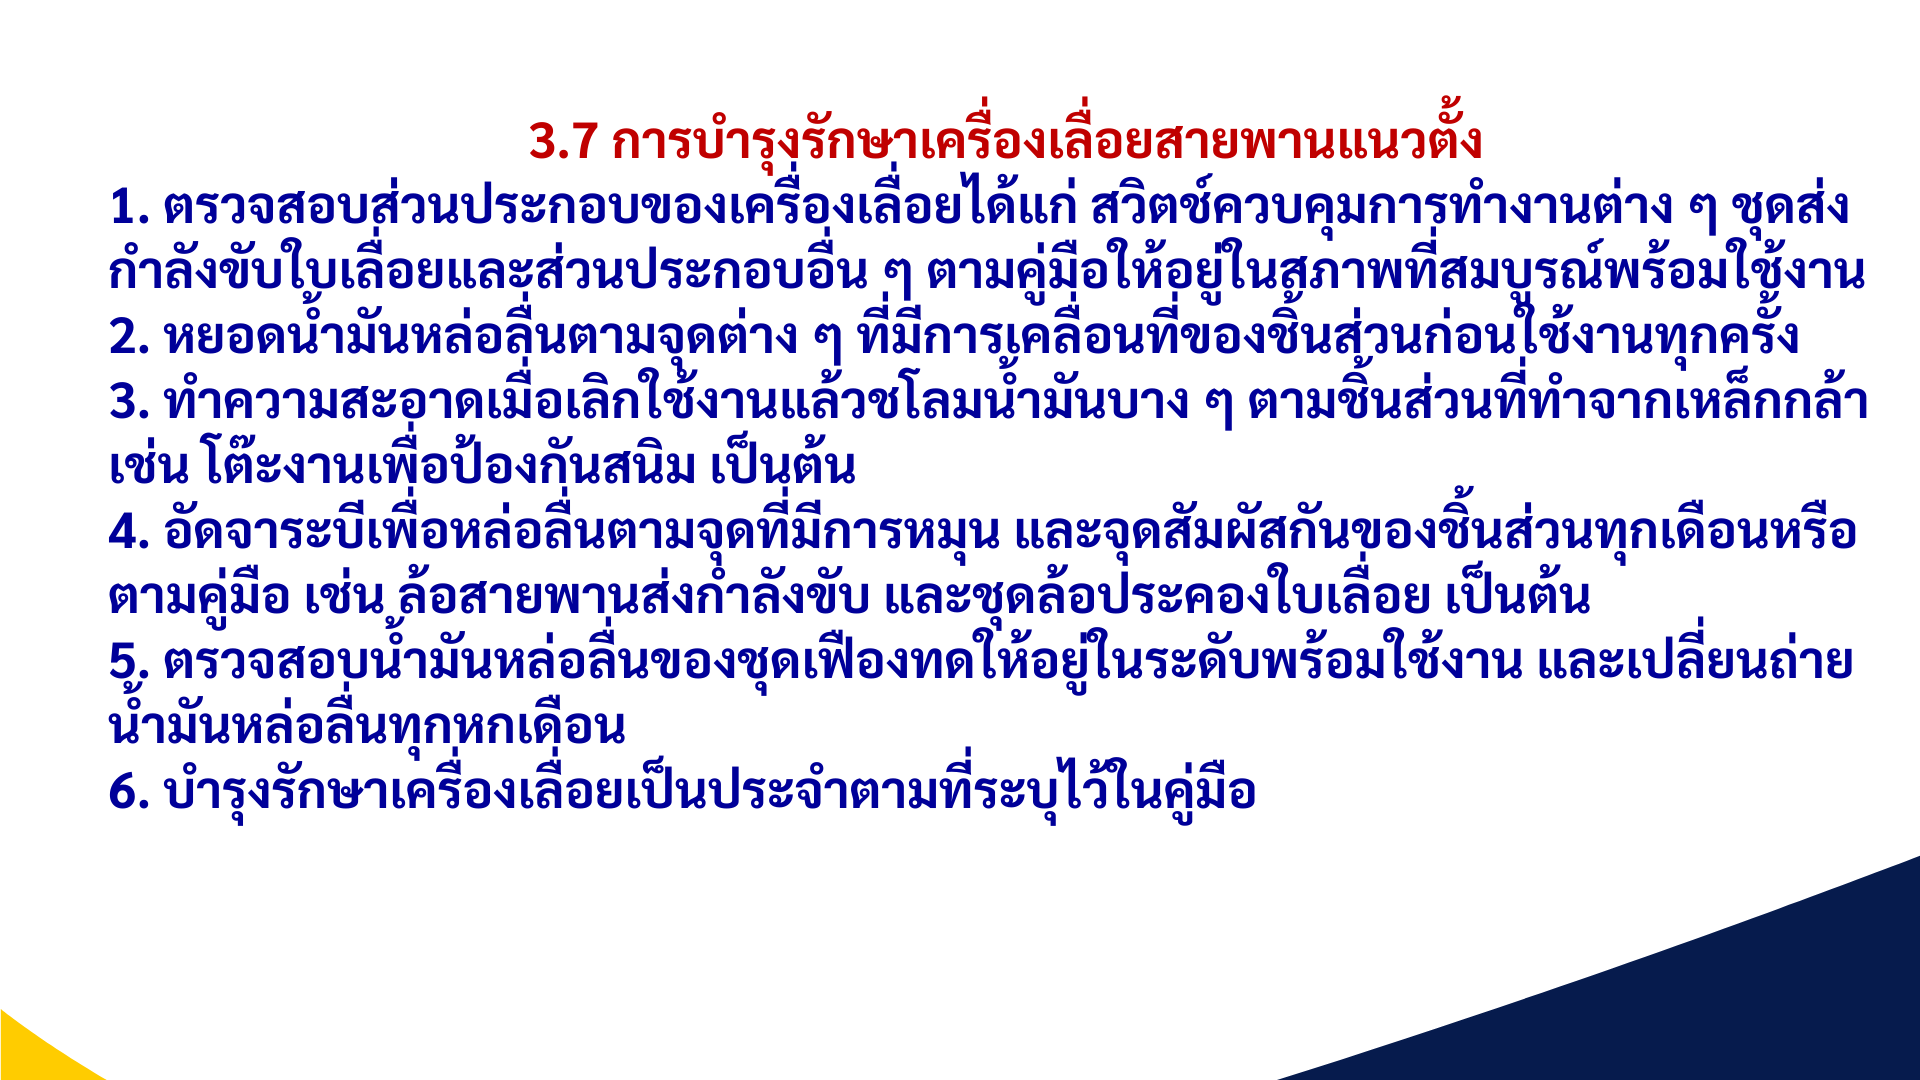 3.7 การบำรุงรักษาเครื่องเลื่อยสายพานแนวตั้ง
1. ตรวจสอบส่วนประกอบของเครื่องเลื่อยได้แก่ สวิตช์ควบคุมการทำงานต่าง ๆ ชุดส่ง
กำลังขับใบเลื่อยและส่วนประกอบอื่น ๆ ตามคู่มือให้อยู่ในสภาพที่สมบูรณ์พร้อมใช้งาน
2. หยอดน้ำมันหล่อลื่นตามจุดต่าง ๆ ที่มีการเคลื่อนที่ของชิ้นส่วนก่อนใช้งานทุกครั้ง
3. ทำความสะอาดเมื่อเลิกใช้งานแล้วชโลมน้ำมันบาง ๆ ตามชิ้นส่วนที่ทำจากเหล็กกล้า
เช่น โต๊ะงานเพื่อป้องกันสนิม เป็นต้น
4. อัดจาระบีเพื่อหล่อลื่นตามจุดที่มีการหมุน และจุดสัมผัสกันของชิ้นส่วนทุกเดือนหรือ
ตามคู่มือ เช่น ล้อสายพานส่งกำลังขับ และชุดล้อประคองใบเลื่อย เป็นต้น
5. ตรวจสอบน้ำมันหล่อลื่นของชุดเฟืองทดให้อยู่ในระดับพร้อมใช้งาน และเปลี่ยนถ่าย
น้ำมันหล่อลื่นทุกหกเดือน
6. บำรุงรักษาเครื่องเลื่อยเป็นประจำตามที่ระบุไว้ในคู่มือ